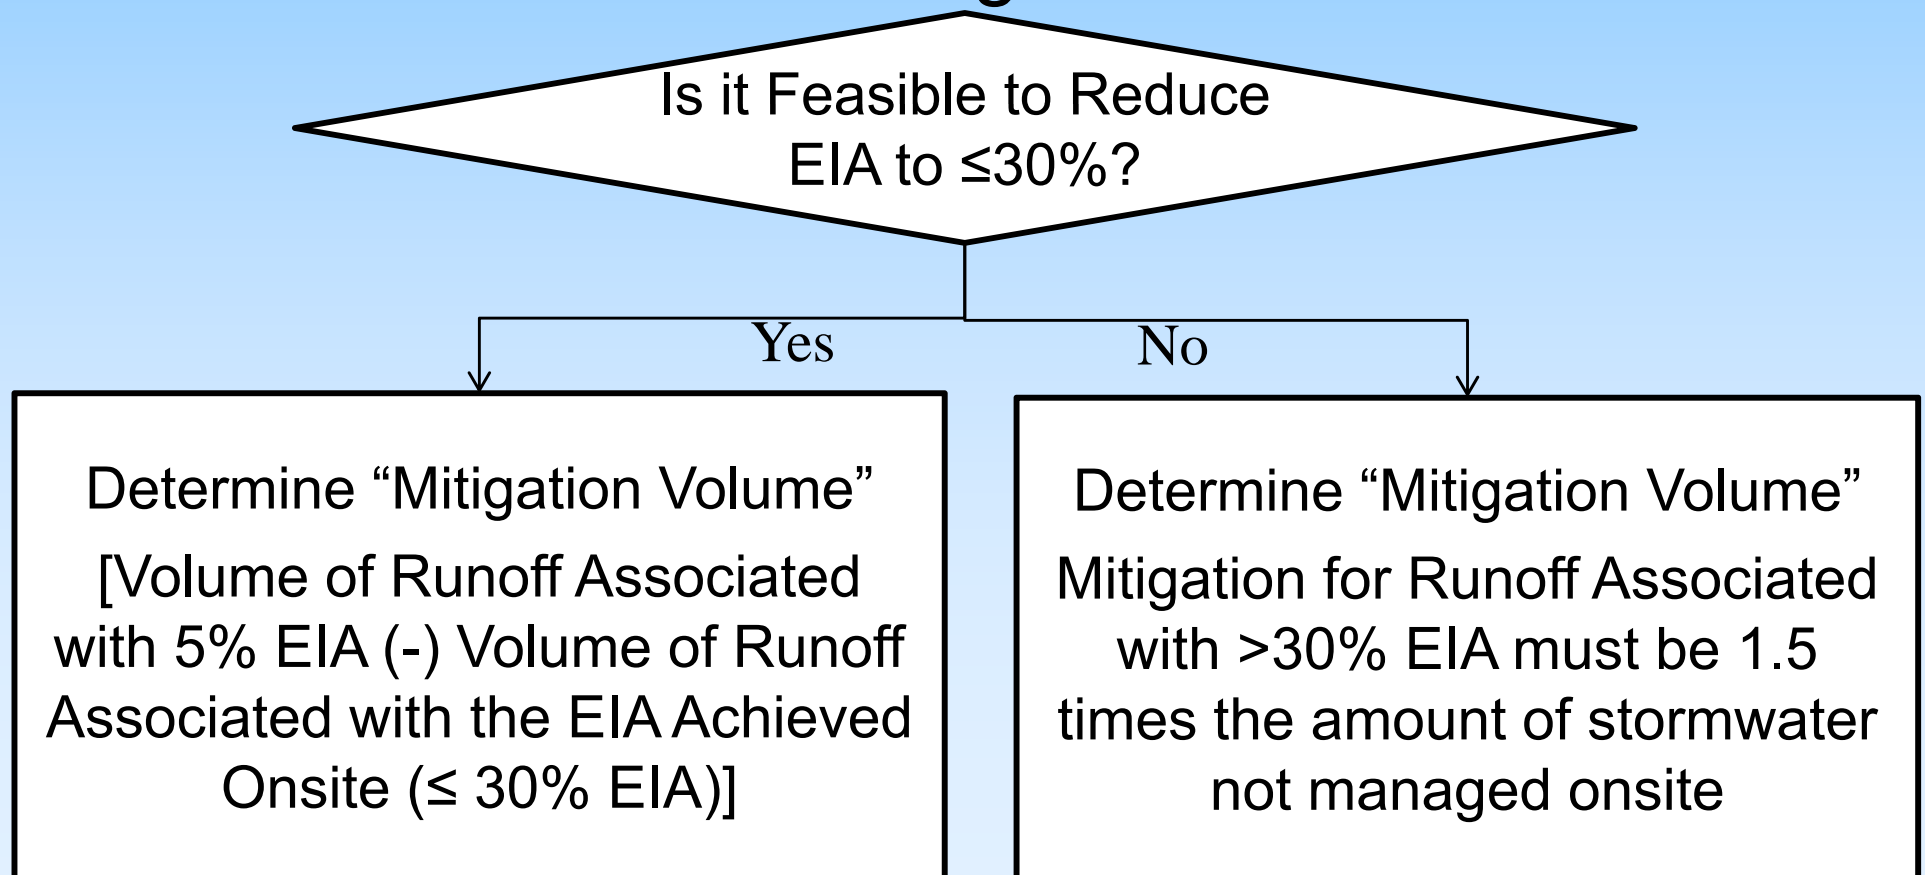 Is it Feasible to Reduce
EIA to ≤30%?
Yes
No
Determine “Mitigation Volume”
[Volume of Runoff Associated
with 5% EIA (-) Volume of Runoff
Associated with the EIA Achieved
Onsite (≤ 30% EIA)]
Determine “Mitigation Volume”
Mitigation for Runoff Associated
with >30% EIA must be 1.5
times the amount of stormwater
not managed onsite